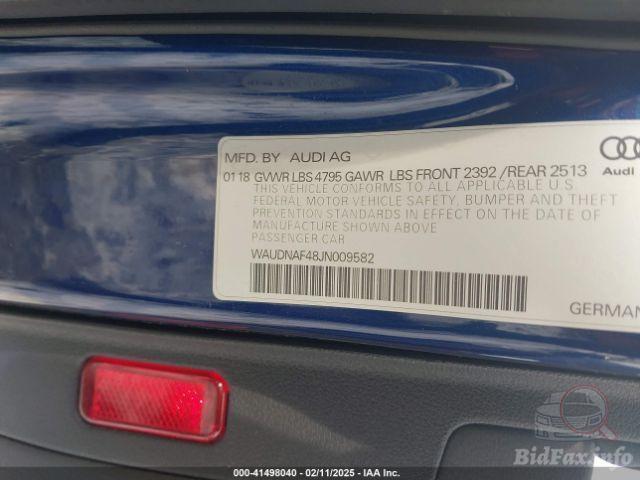 MFD. BY AUDI AG
Audi
01 18 GVWR LBS 4795 GAWR LBS FRONT 2392 /REAR 2513
THIS VEHICLE CONFORMS TO ALL APPLICABLE U.S.
FEDERAL MOTOR VEHICLE SAFETY, BUMPER AND THEFT
PREVENTION STANDARDS IN EFFECT ON THE DATE OF
MANUFACTURE SHOWN ABOVE
PASSENGER CAR
WAUDNAF48JN009582
GERMAN
BidFax.info
000-41498040 - 02/11/2025 - IAA Inc.